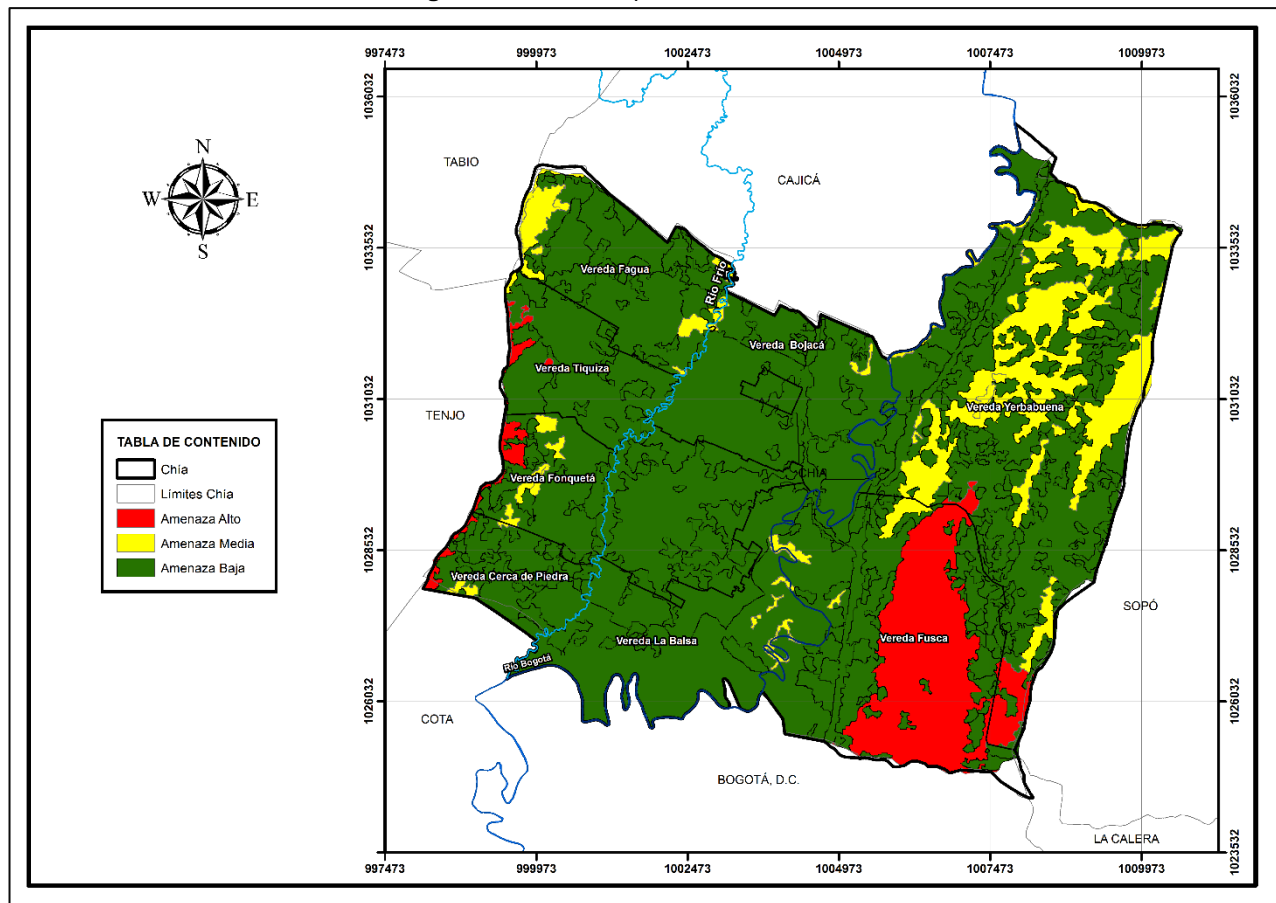 997473 999973 1002473 1004973 1007473 1009973
1036032
1036032
N
W E
S
TABIO
CAJICÁ
1033532
1033532
Vereda Fagua
Río Frío
Vereda Bojacá
Vereda Tiquiza
1031032
1031032
Vereda Yerbabuena
TENJO
TABLA DE CONTENIDO
Chía
Límites Chía
Amenaza Alto
Amenaza Media
Amenaza Baja
CHÍA
Vereda Fonquetá
1028532
1028532
Vereda Cerca de Piedra
SOPÓ
Vereda La Balsa
Vereda Fusca
Río Bogotá
1026032
1026032
COTA
BOGOTÁ, D.C.
LA CALERA
1023532
997473 999973 1002473 1004973 1007473 1009973